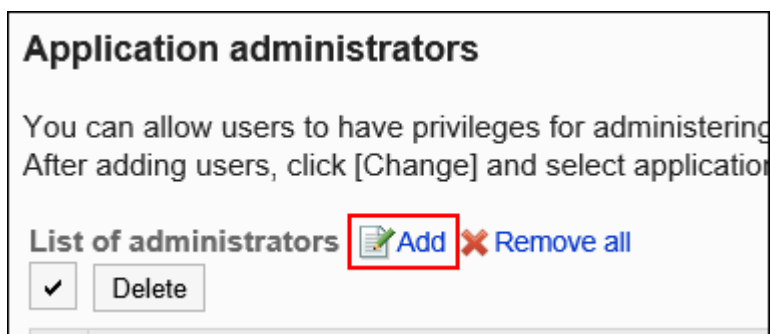 Application administrators
You can allow users to have privileges for administering
After adding users, click [Change] and select
List of administrators Add Remove all
Delete